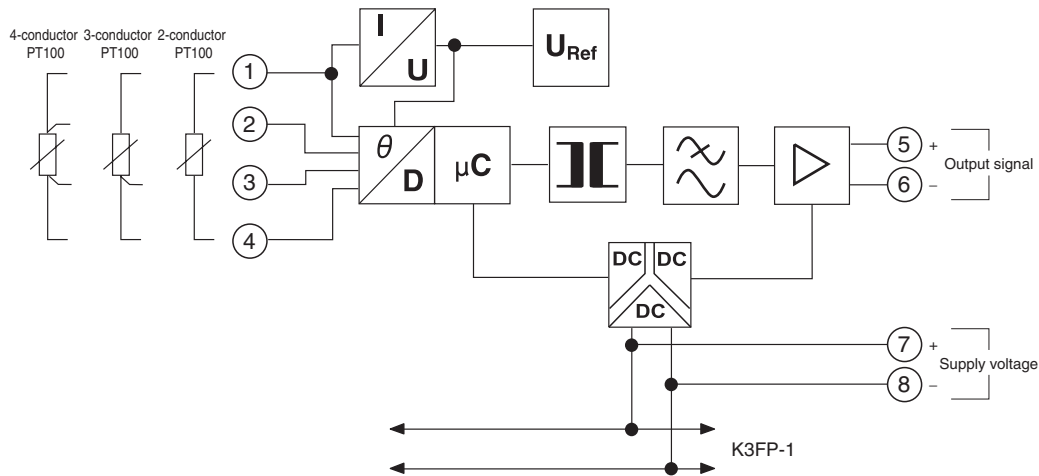 4-conductor PT100
3-conductor PT100
2-conductor PT100
I
U
U Ref
1
2
3
4
θ
D
μC
5 +
6 –
Output signal
DC DC
DC
7 +
8 –
Supply voltage
K3FP-1